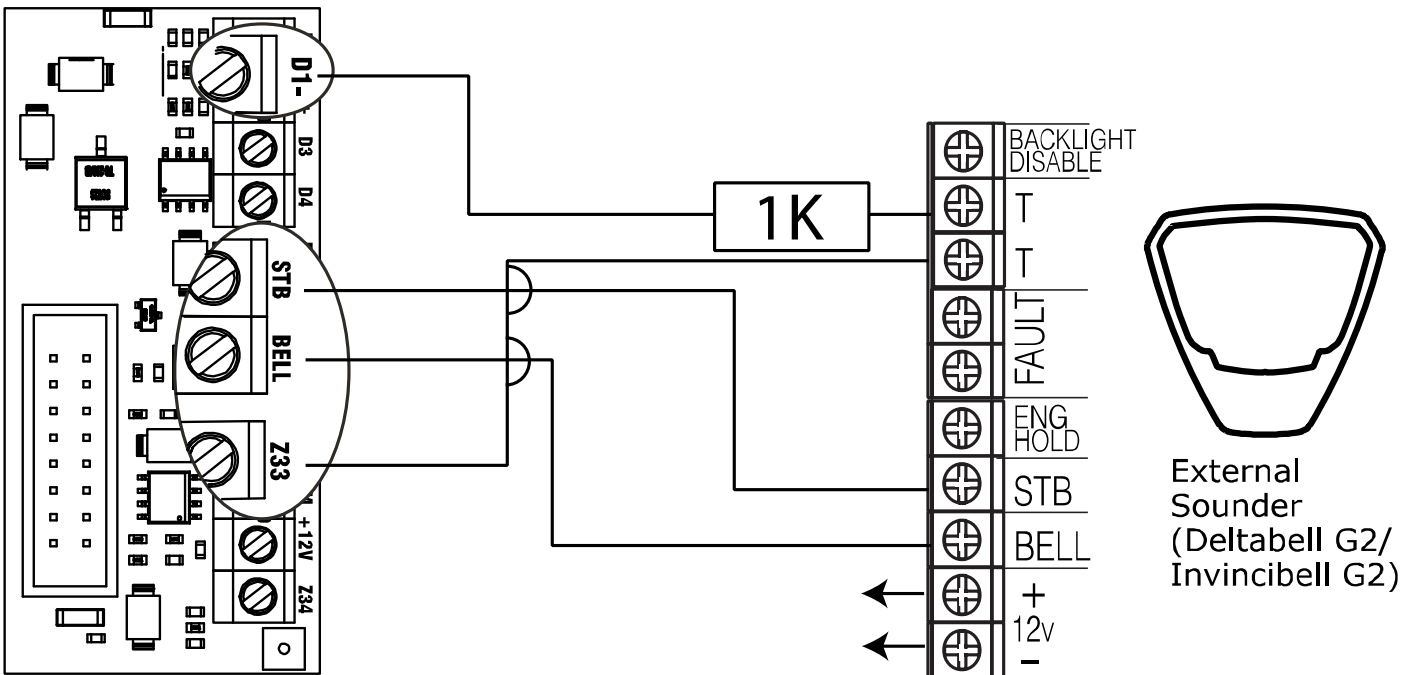 D1-
D3
D4
STB
BELL
Z33
+12V
Z34
1K
BACKLIGHT
DISABLE
T
T
FAULT
ENG
HOLD
STB
BELL
+
12V
-
External
Sounder
(Deltabell G2/
Invincibell G2)